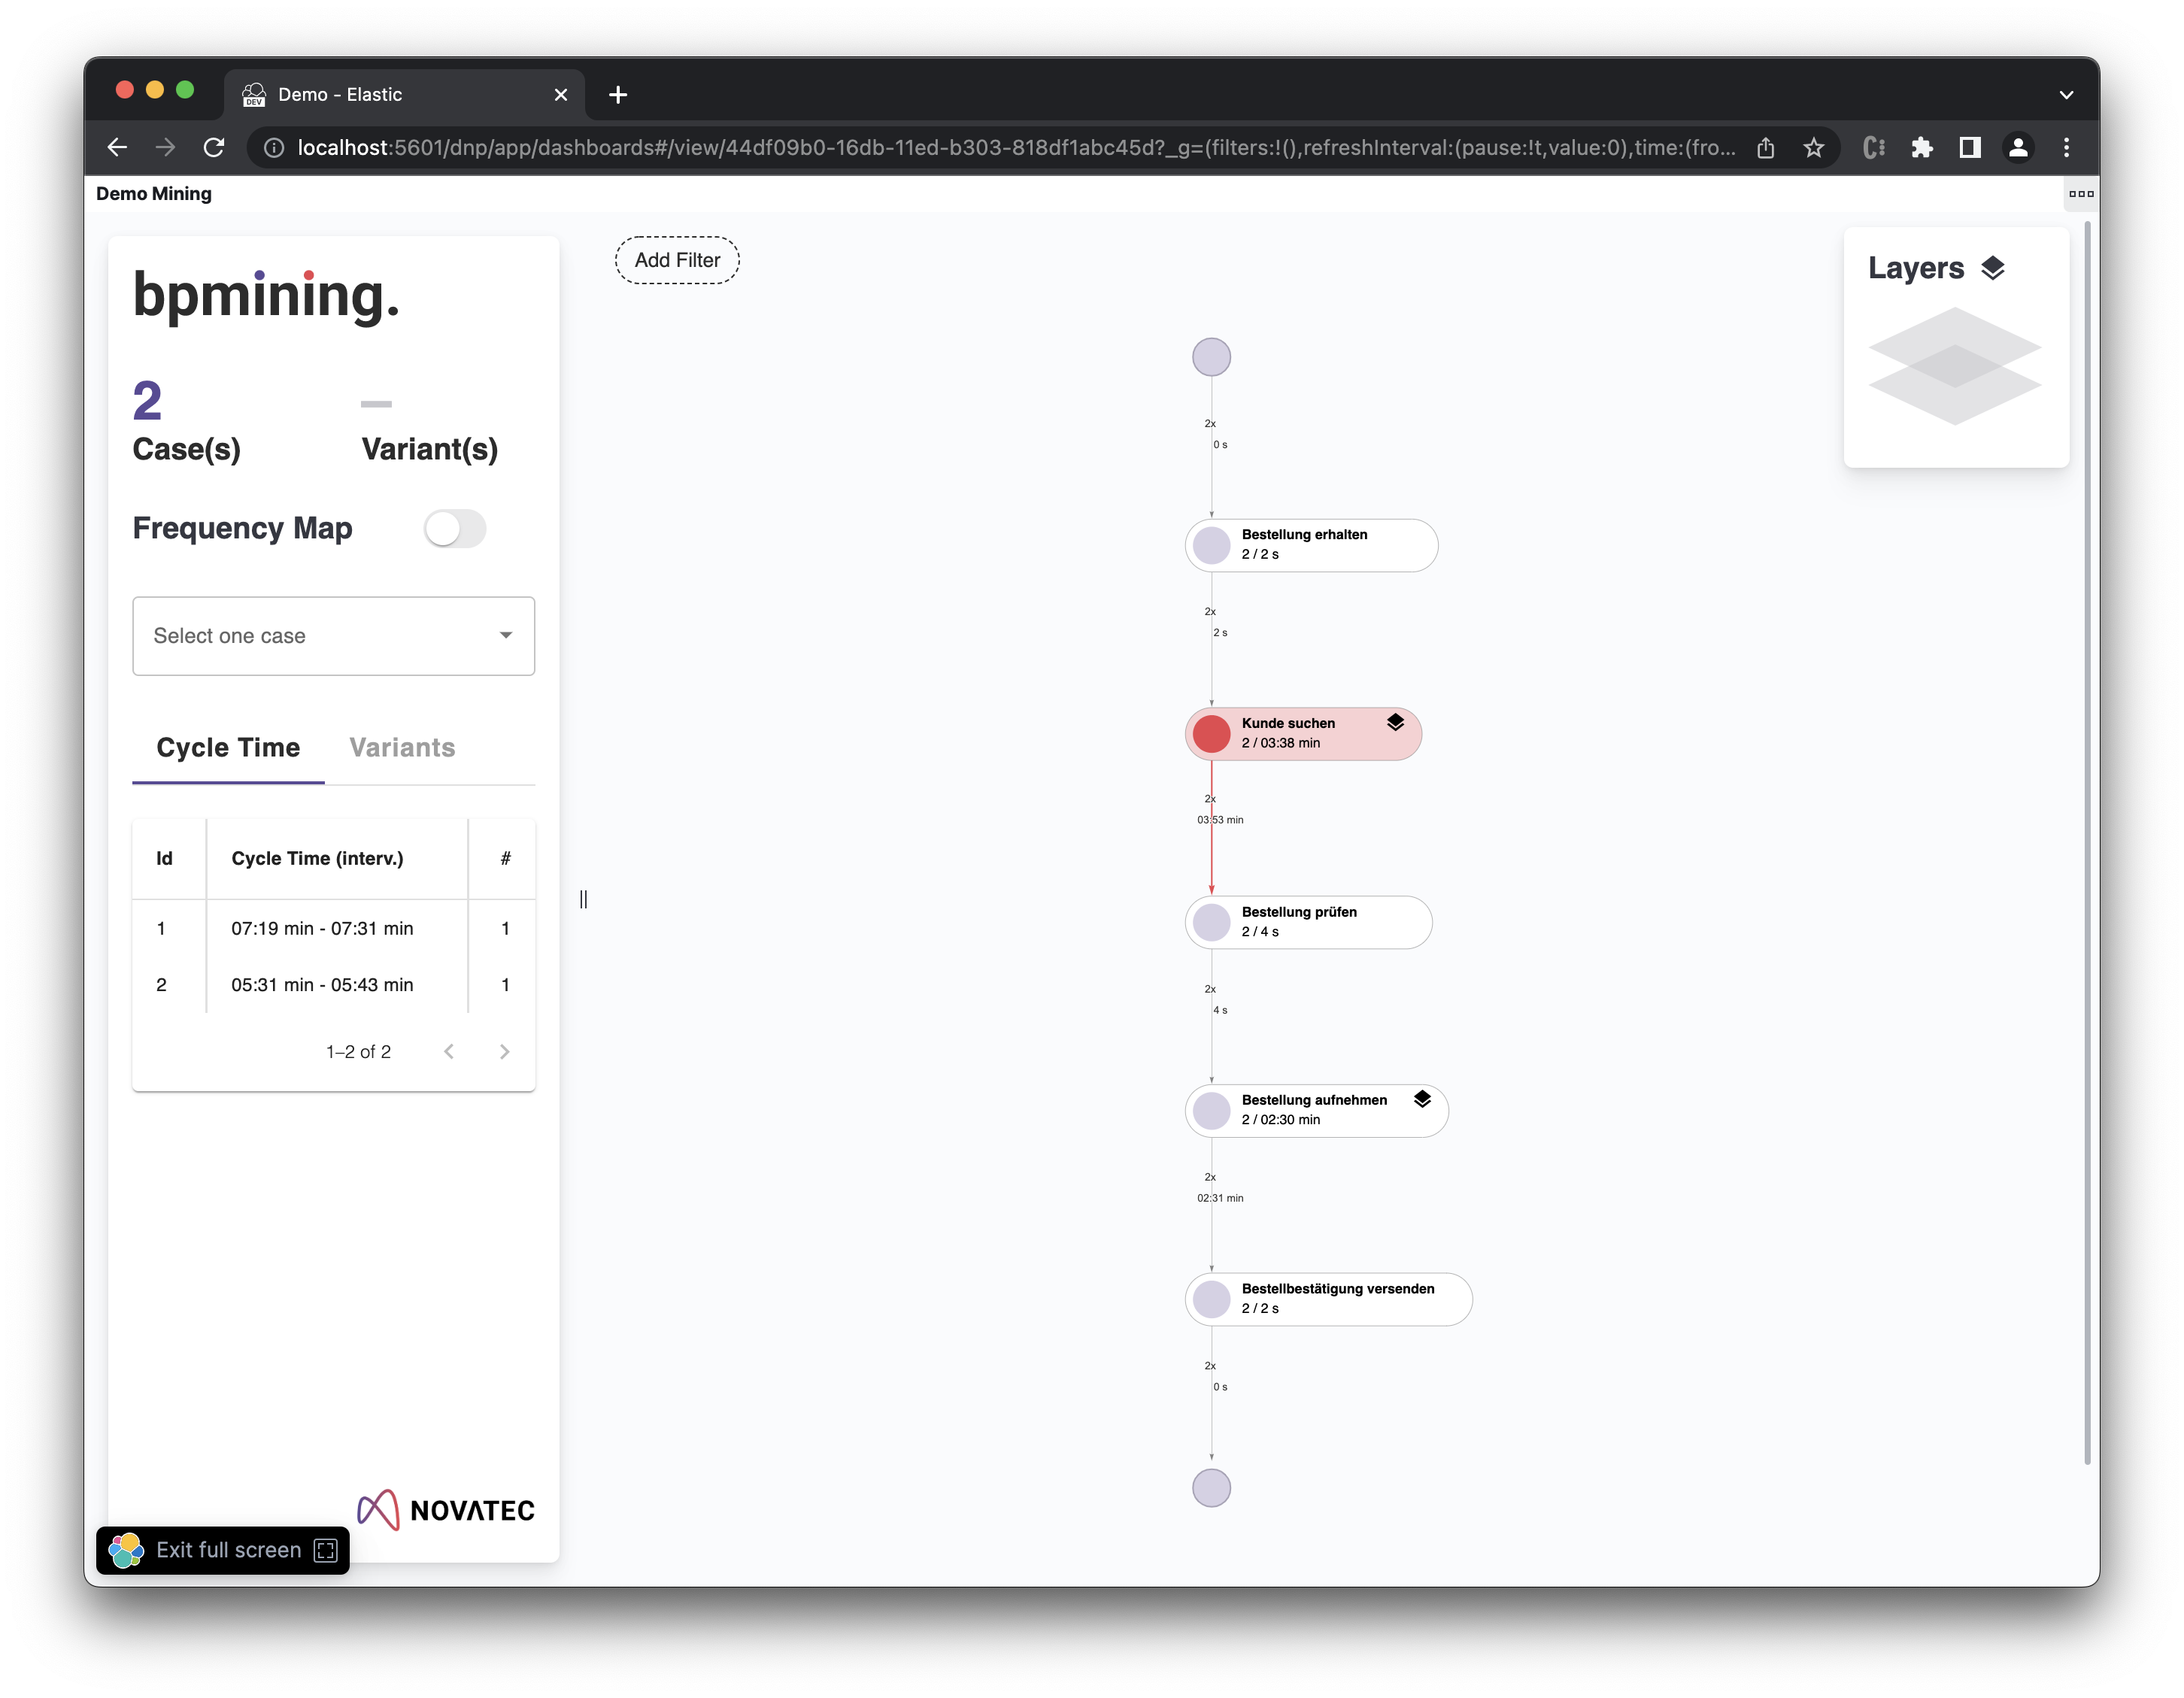 Demo - Elastic
DEV
localhost:5601/dnp/app/dashboards#/view/44df09b0-16db-11ed-b303-818df1abc45d?_g=(filters:!(),refreshInterval:(pause:!t,value:0),time:(fro...
Demo Mining
bpmining.
2
–
Case(s)
Variant(s)
Frequency Map
Select one case
Cycle Time
Variants
Id
Cycle Time (interv.)
#
1
07:19 min - 07:31 min
1
2
05:31 min - 05:43 min
1
1–2 of 2
NOVATEC
Exit full screen
Add Filter
2x
0 s
Bestellung erhalten
2 / 2 s
2x
2 s
Kunde suchen
2 / 03:38 min
2x
03:53 min
Bestellung prüfen
2 / 4 s
2x
4 s
Bestellung aufnehmen
2 / 02:30 min
2x
02:31 min
Bestellbestätigung versenden
2 / 2 s
2x
0 s
Layers